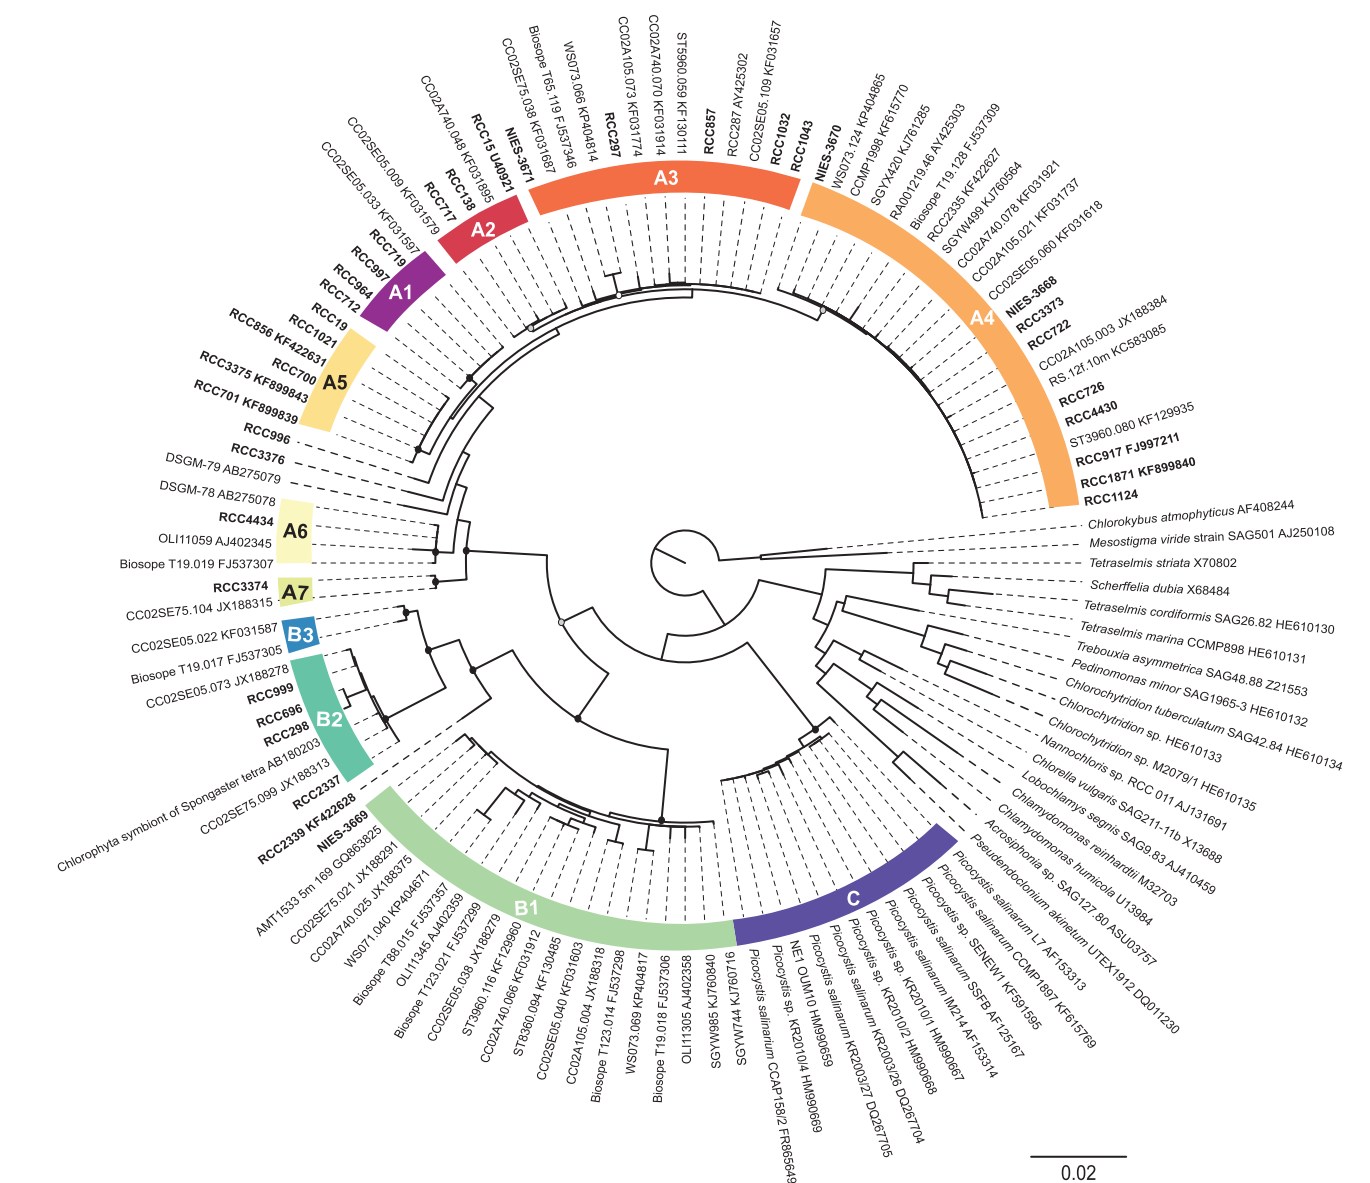 CC02SE05.033 KF031597
CC02SE05.009 KF031579
RCC717
RCC138
CC02A740.048 KF031895
RCC15 U40921
NIES-3671
CC02SE75.038 KF031687
Biosope T65.119 FJ537346
WS073.066 KP404814
RCC297
CC02A105.073 KF031774
CC02A740.070 KF031914
ST5960.059 KF130111
RCC857
RCC287 AY425302
CC02SE05.109 KF031657
RCC1032
RCC1043
NIES-3670
WS073.124 KP404865
CCMP1998 KF615770
SGYX420 KJ761285
RA001219.46 AY425303
Biosope T19.128 FJ537309
RCC2335 KF422627
SGYW499 KJ760564
CC02A740.078 KF031921
CC02A105.021 KF031737
CC02SE05.060 KF031618
NIES-3668
RCC3373
RCC722
CC02A105.003 JX188384
RS.12f.10m KC583085
RCC726
RCC4430
ST3960.080 KF129935
RCC917 FJ997211
RCC1871 KF899840
RCC1124
Chlorokybus atmophyticus AF408244
Mesostigma viride strain SAG501 AJ250108
Tetraselmis striata X70802
Scherffelia dubia X68484
Tetraselmis cordiformis SAG26.82 HE610130
Tetraselmis marina CCMP898 HE610131
Trebouxia asymmetrica SAG48.88 Z21553
Pedinomonas minor SAG1965-3 HE610132
Chlorochytridion tuberculatum SAG42.84 HE610134
Chlorochytridion sp. HE610133
Chlorochytridion sp. M2079/1 HE610135
Nannochloris sp. RCC 011 AJ131691
Chlorella vulgaris SAG211-11b X13688
Lobochlamys segnis SAG9.83 AJ410459
Chlamydomonas reinhardtii M32703
Chlamydomonas humicola U13984
Acrosiphonia sp. SAG127.80 ASU03757
Pseudendoclonium akinetum UTEX1912 DQ011230
Picocystis salinarum L7 AF153313
Picocystis salinarum CCMP1897 KF615769
Picocystis sp. SENEW1 KF591595
Picocystis salinarum SSFB AF125167
Picocystis salinarum IM214 AF153314
Picocystis sp. KR2010/1 HM990667
Picocystis sp. KR2010/2 HM990668
Picocystis salinarum KR2003/26 DQ267704
Picocystis salinarum KR2003/27 DQ267705
NE1 OUM10 HM990659
Picocystis sp. KR2010/4 HM990669
Picocystis salinarium CCAP158/2 FR865649
SGYW744 KJ760716
SGYW985 KJ760840
OLI11305 AJ402358
Biosope T19.018 FJ537306
WS073.069 KP404817
Biosope T123.014 FJ537298
CC02A105.004 JX188318
CC02SE05.040 KF031603
ST8360.094 KF130485
CC02A740.066 KF031912
ST3960.116 KF129960
CC02SE05.038 JX188279
Biosope T123.021 FJ537299
OLI11345 AJ402359
Biosope T88.015 FJ537357
WS071.040 KP404671
CC02A740.025 JX188375
CC02SE75.021 JX188291
AMT1533_5m_169 GQ863825
NIES-3669
RCC2339 KF422628
RCC2337
CC02SE75.099 JX188313
Chlorophyta symbiont of Spongaster tetra AB180203
RCC298
RCC696
RCC999
CC02SE05.073 JX188278
Biosope T19.017 FJ537305
CC02SE05.022 KF031587
CC02SE75.104 JX188315
RCC3374
Biosope T19.019 FJ537307
OLI11059 AJ402345
RCC4434
DSGM-78 AB275078
DSGM-79 AB275079
RCC3376
RCC996
RCC701 KF899839
RCC3375 KF899843
RCC700
RCC856 KF422631
RCC1021
RCC19
RCC712
RCC964
RCC997
RCC719
A1
A2
A3
A4
A5
A6
A7
B3
B2
B1
C
0.02